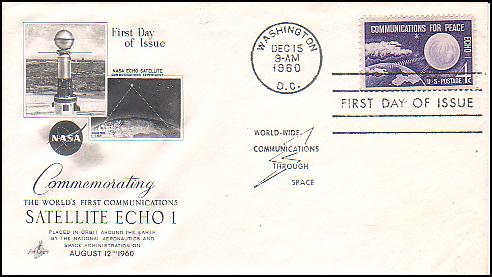 First Day
of Issue
NASA ECHO SATELLITE
COMMUNICATIONS EXPERIMENT
NASA
Commemorating
THE WORLD'S FIRST COMMUNICATIONS
SATELLITE ECHO I
PLACED IN ORBIT AROUND THE EARTH
BY THE NATIONAL AERONAUTICS AND
SPACE ADMINISTRATION ON
AUGUST 12TH 1960
WASHINGTON
DEC 15
9-AM
1960
D.C.
COMMUNICATIONS FOR PEACE
ECHO
4¢
U.S. POSTAGE
FIRST DAY OF ISSUE
WORLD-WIDE
COMMUNICATIONS
THROUGH
SPACE